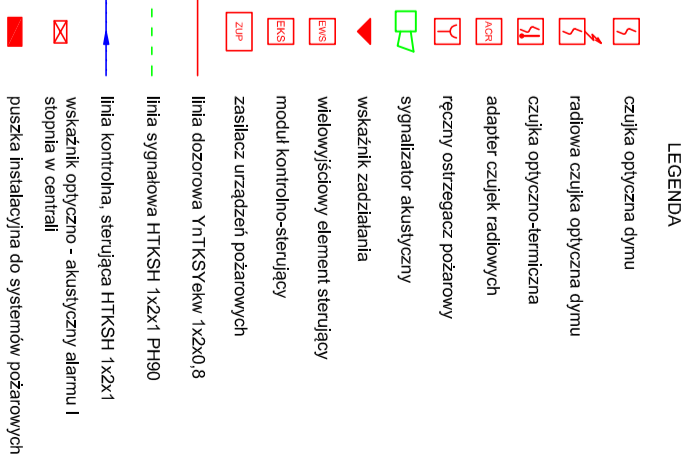 LEGENDA
czujka optyczna dymu
radiowa czujka optyczna dymu
czujka optyczno-termiczna
ACR
adapter czujek radiowych
ręczny ostrzegacz pożarowy
sygnalizator akustyczny
wskaźnik zadziałania
EWS
wielowyjściowy element sterujący
EKS
moduł kontrolno-sterujący
ZUP
zasilacz urządzeń pożarowych
linia dozorowa YnTKSYekw 1x2x0,8
linia sygnałowa HTKSH 1x2x1 PH90
linia kontrolna, sterująca HTKSH 1x2x1
wskaźnik optyczno - akustyczny alarmu I
stopnia w centrali
puszka instalacyjna do systemów pożarowych